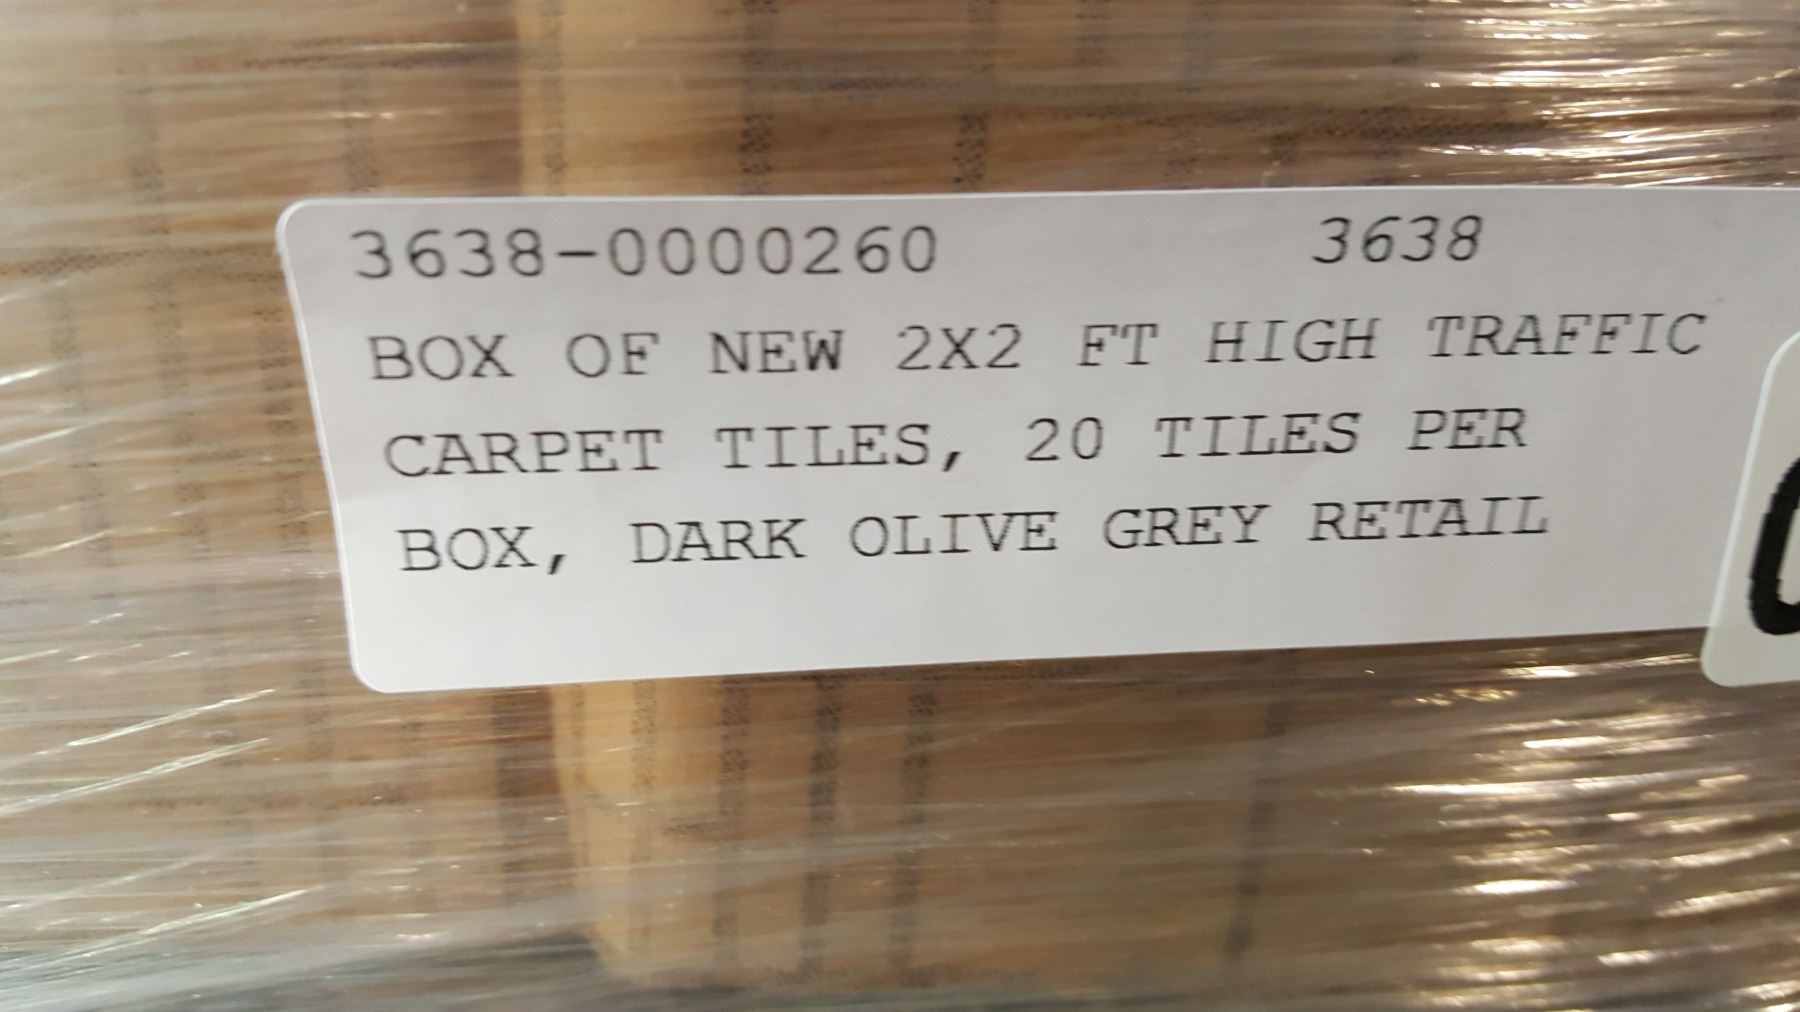 3638-0000260 3638
BOX OF NEW 2X2 FT HIGH TRAFFIC
CARPET TILES, 20 TILES PER
BOX, DARK OLIVE GREY RETAIL